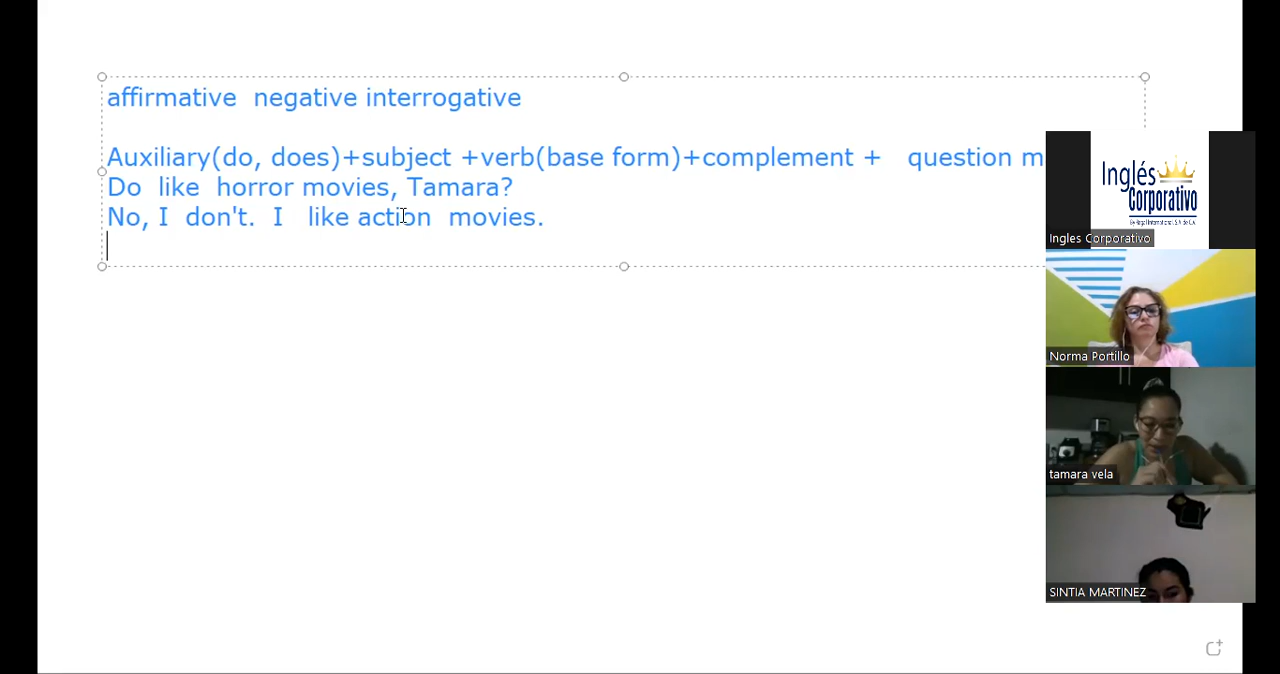 affirmative negative interrogative
Auxiliary(do, does)+subject +verb(base form)+complement + question
Do like horror movies, Tamara?
No, I don't. I like action movies.
Inglés
Corporativo
Ingles Corporativo
Norma Portillo
tamara vela
SINTIA MARTINEZ